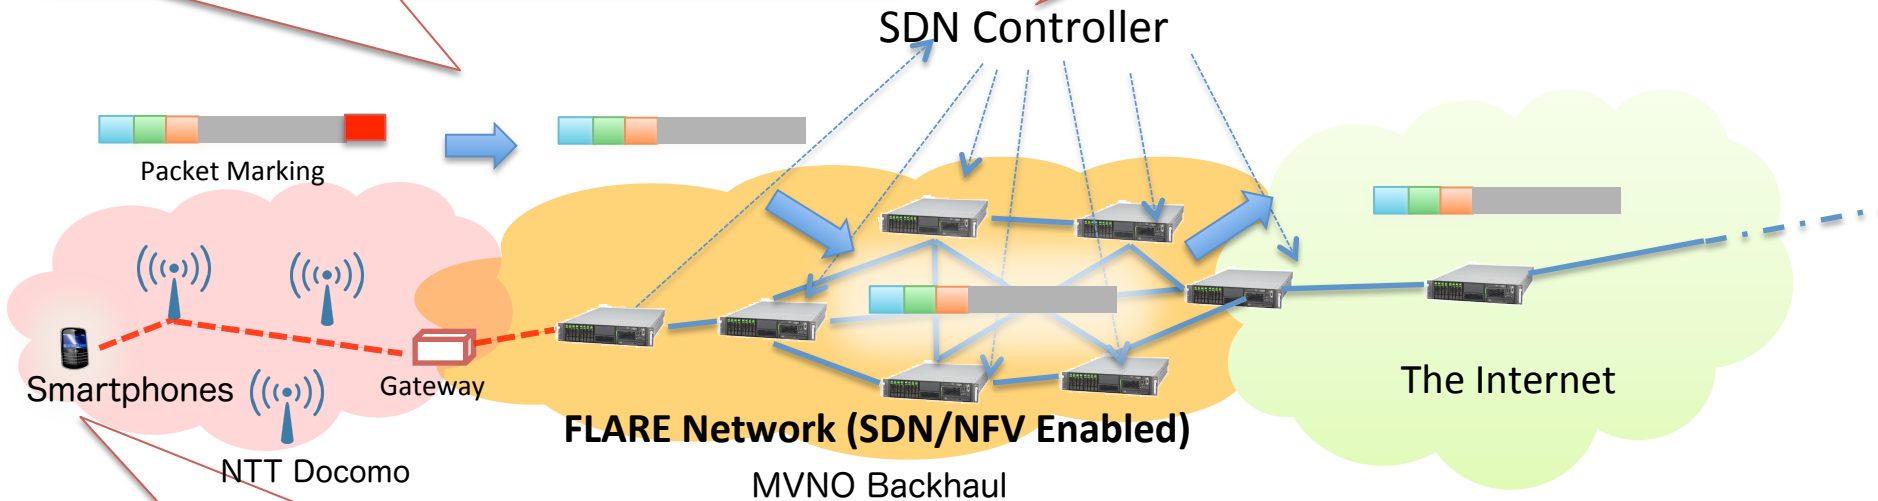 SDN Controller
Packet Marking
Smartphones
Gateway
The Internet
FLARE Network (SDN/NFV Enabled)
NTT Docomo
MVNO Backhaul